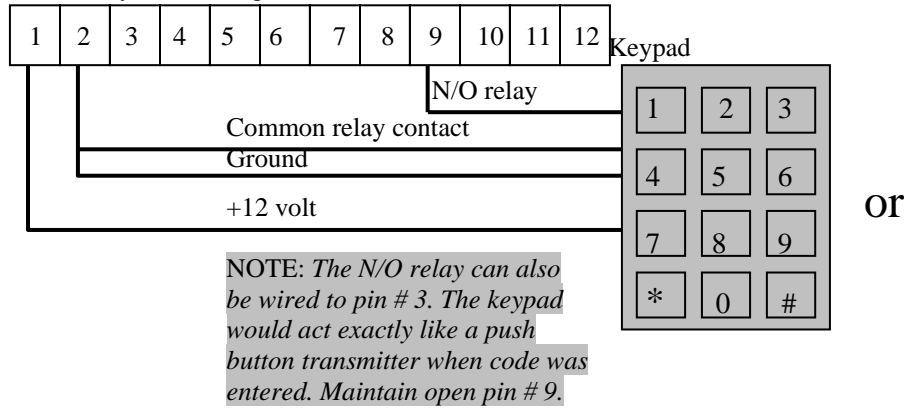 1 2 3 4 5 6 7 8 9 10 11 12
Keypad
N/O relay
Common relay contact
Ground
+12 volt
1 2 3
4 5 6
7 8 9
* 0 #
or
NOTE: The N/O relay can also
be wired to pin # 3. The keypad
would act exactly like a push
button transmitter when code was
entered. Maintain open pin # 9.